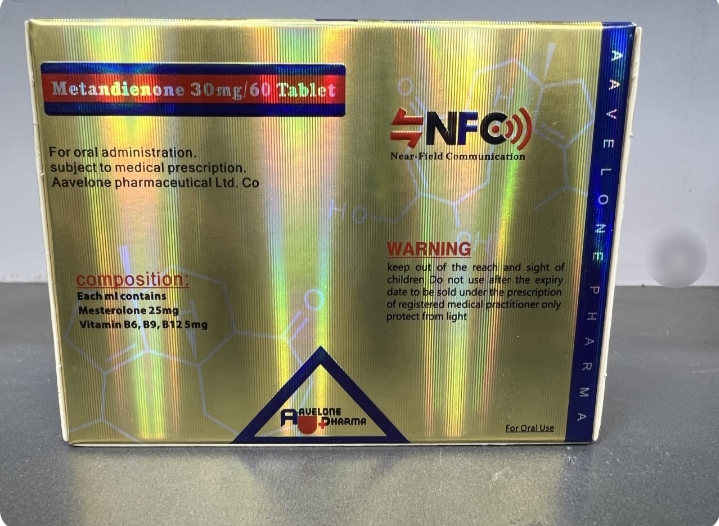 Metandienone 30mg/60 Tablet
For oral administration.
subject to medical prescription.
Aavelone pharmaceutical Ltd. Co
NFC
Near-Field Communication
composition:
Each ml contains
Mesterolone 25mg
Vitamin B6, B9, B12 5mg
WARNING
keep out of the reach and sight of
children Do not use after the expiry
date to be sold under the prescription
of registered medical practitioner only
protect from light
AAVELONE
PHARMA
For Oral Use
AAVELONE PHARMA
O
H
HO
OH
O